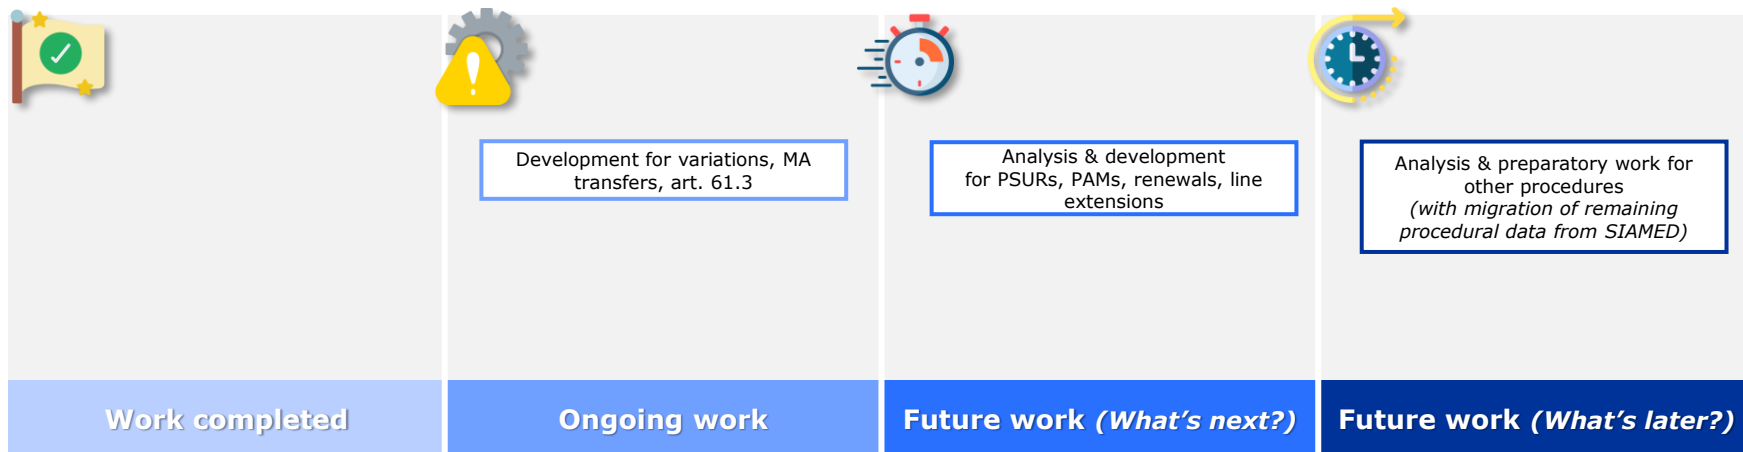 Development for variations, MA
transfers, art. 61.3
Analysis & development
for PSURs, PAMs, renewals, line
extensions
Analysis & preparatory work for
other procedures
(with migration of remaining
procedural data from SIAMED)
Work completed
Ongoing work
Future work (What’s next?)
Future work (What’s later?)